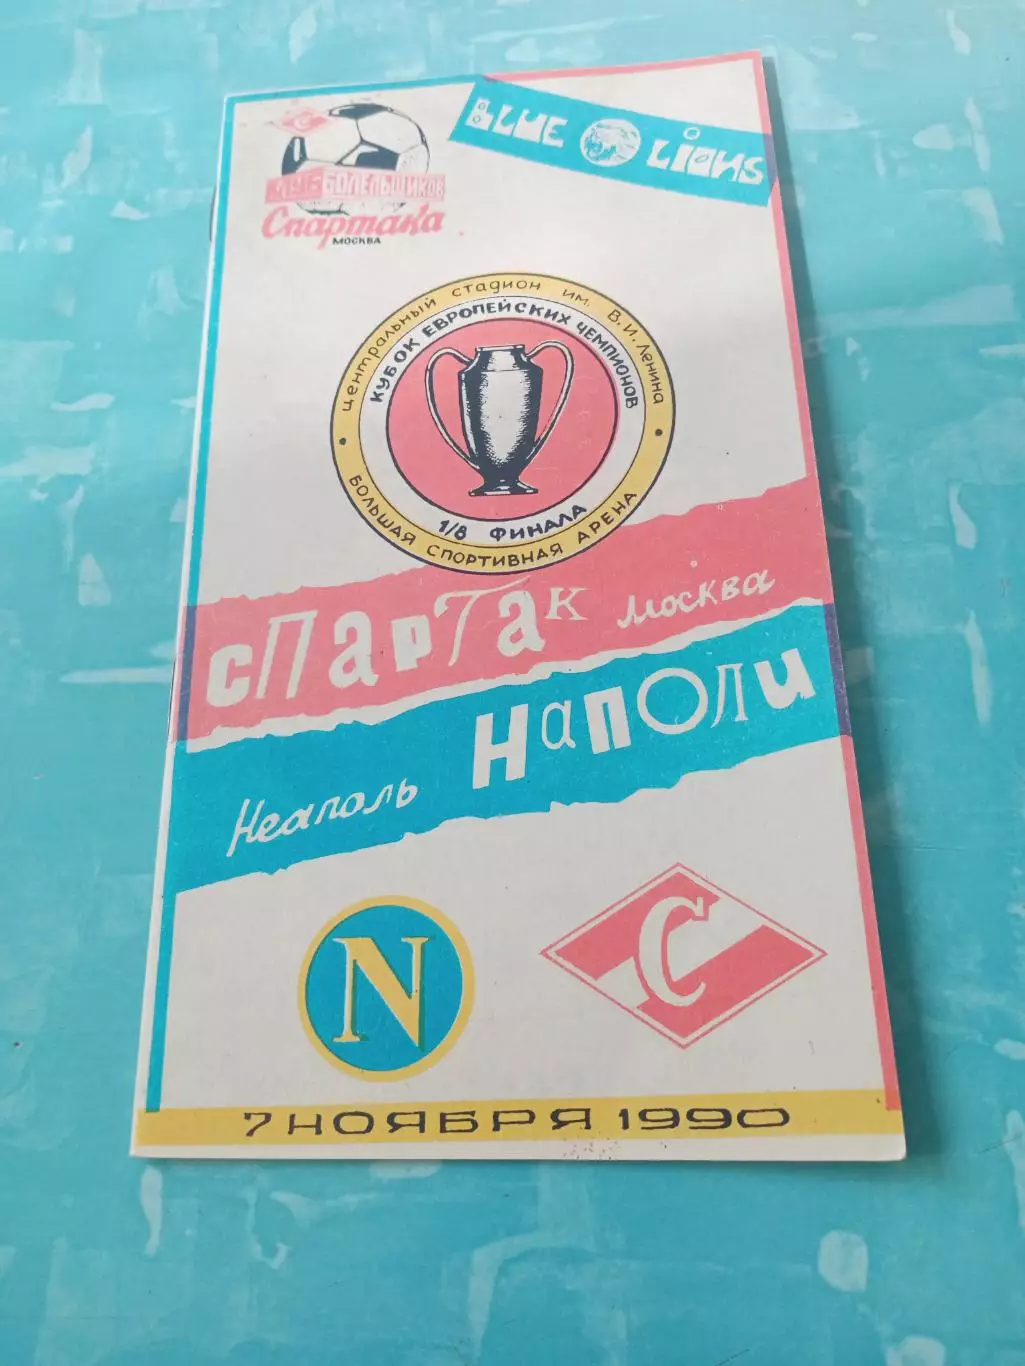 BLUE LIONS
КЛУБ БОЛЕЛЬЩИКОВ
Спартака
МОСКВА
центральный стадион им. В.И. Ленина
КУБОК ЕВРОПЕЙСКИХ ЧЕМПИОНОВ
1/8 ФИНАЛА
БОЛЬШАЯ СПОРТИВНАЯ АРЕНА
СПАРТАК Москва
Неаполь НАПОЛИ
N
С
7 НОЯБРЯ 1990